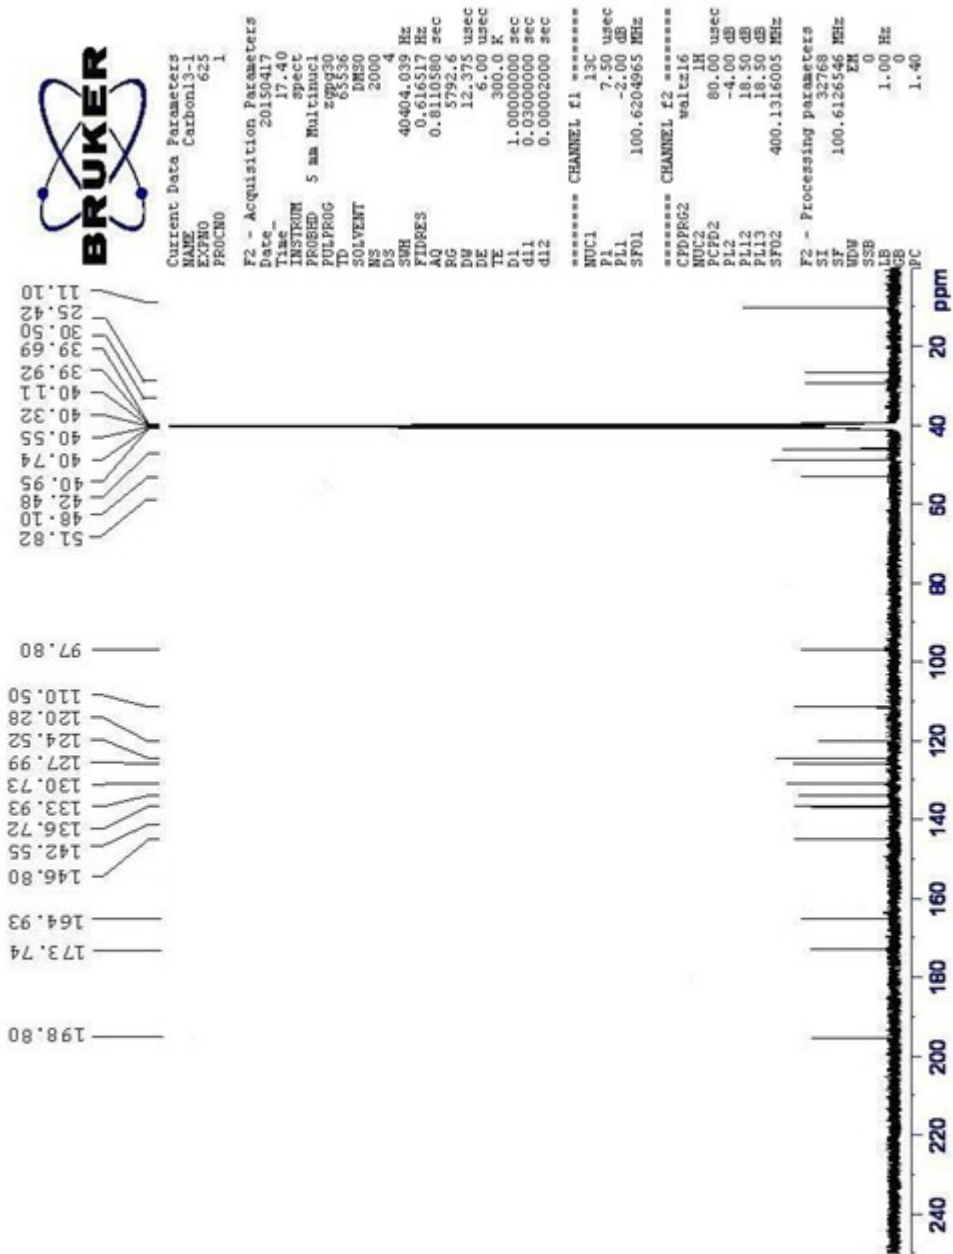 BRUKER
Current Data Parameters
NAME Carbon13-1
EXPNO 625
PROCNO 1
F2 - Acquisition Parameters
Date_ 20150417
Time 17.40
INSTRUM spect
PROBHD 5 mm Multinucl
PULPROG zgpg30
TD 65536
SOLVENT DMSO
NS 2000
DS 4
SWH 40404.039 Hz
FIDRES 0.616517 Hz
AQ 0.8110580 sec
RG 5792.6
DW 12.375 usec
DE 6.00 usec
TE 300.0 K
D1 1.00000000 sec
d11 0.03000000 sec
d12 0.00002000 sec
======== CHANNEL f1 ========
NUC1 13C
P1 7.50 usec
PL1 -2.00 dB
SFO1 100.6204965 MHz
======== CHANNEL f2 ========
CPDPRG2 waltz16
NUC2 1H
PCPD2 80.00 usec
PL2 -4.00 dB
PL12 18.50 dB
PL13 18.50 dB
SFO2 400.1316005 MHz
F2 - Processing parameters
SI 32768
SF 100.6126546 MHz
WDW EM
SSB 0
LB 1.00 Hz
GB 0
PC 1.40
198.80
173.74
164.93
146.80
142.55
136.72
133.93
130.73
127.99
124.52
120.28
110.50
97.80
51.82
48.10
42.48
40.95
40.74
40.55
40.32
40.11
39.92
39.69
30.50
25.42
11.10
240 220 200 180 160 140 120 100 80 60 40 20 ppm